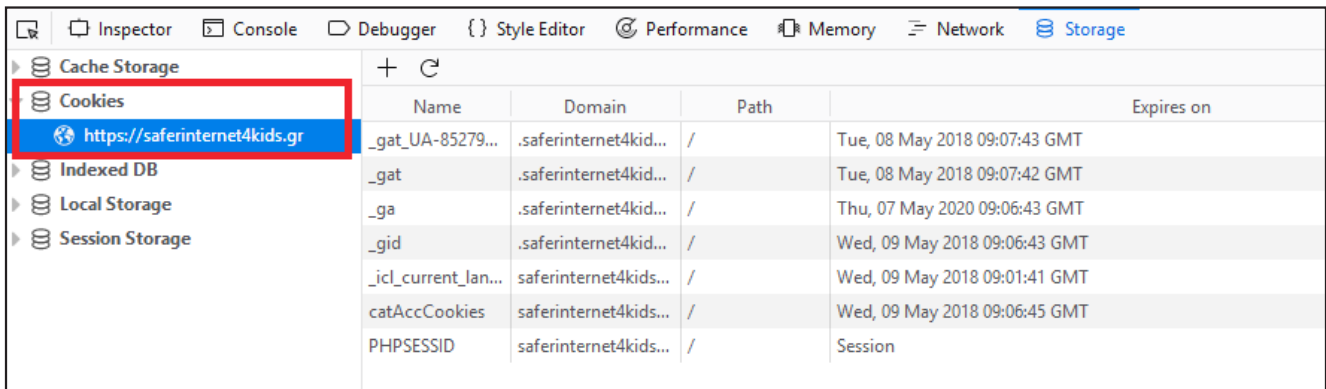 Inspector Console Debugger { } Style Editor Performance Memory Network Storage
Cache Storage
Cookies
https://saferinternet4kids.gr
Indexed DB
Local Storage
Session Storage
Name Domain Path Expires on
_gat_UA-85279... .saferinternet4kid... / Tue, 08 May 2018 09:07:43 GMT
_gat .saferinternet4kid... / Tue, 08 May 2018 09:07:42 GMT
_ga .saferinternet4kid... / Thu, 07 May 2020 09:06:43 GMT
_gid .saferinternet4kid... / Wed, 09 May 2018 09:06:43 GMT
_icl_current_lan... saferinternet4kids... / Wed, 09 May 2018 09:01:41 GMT
catAccCookies saferinternet4kids... / Wed, 09 May 2018 09:06:45 GMT
PHPSESSID saferinternet4kids... / Session